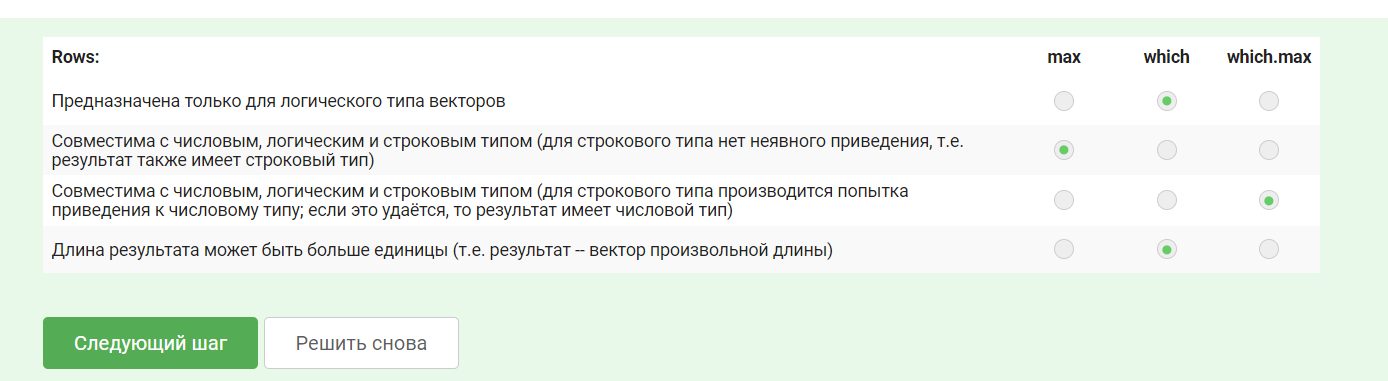 Rows: max which which.max
Предназначена только для логического типа векторов
Совместима с числовым, логическим и строковым типом (для строкового типа нет неявного приведения, т.е.
результат также имеет строковый тип)
Совместима с числовым, логическим и строковым типом (для строкового типа производится попытка
приведения к числовому типу; если это удаётся, то результат имеет числовой тип)
Длина результата может быть больше единицы (т.е. результат -- вектор произвольной длины)
Следующий шаг Решить снова